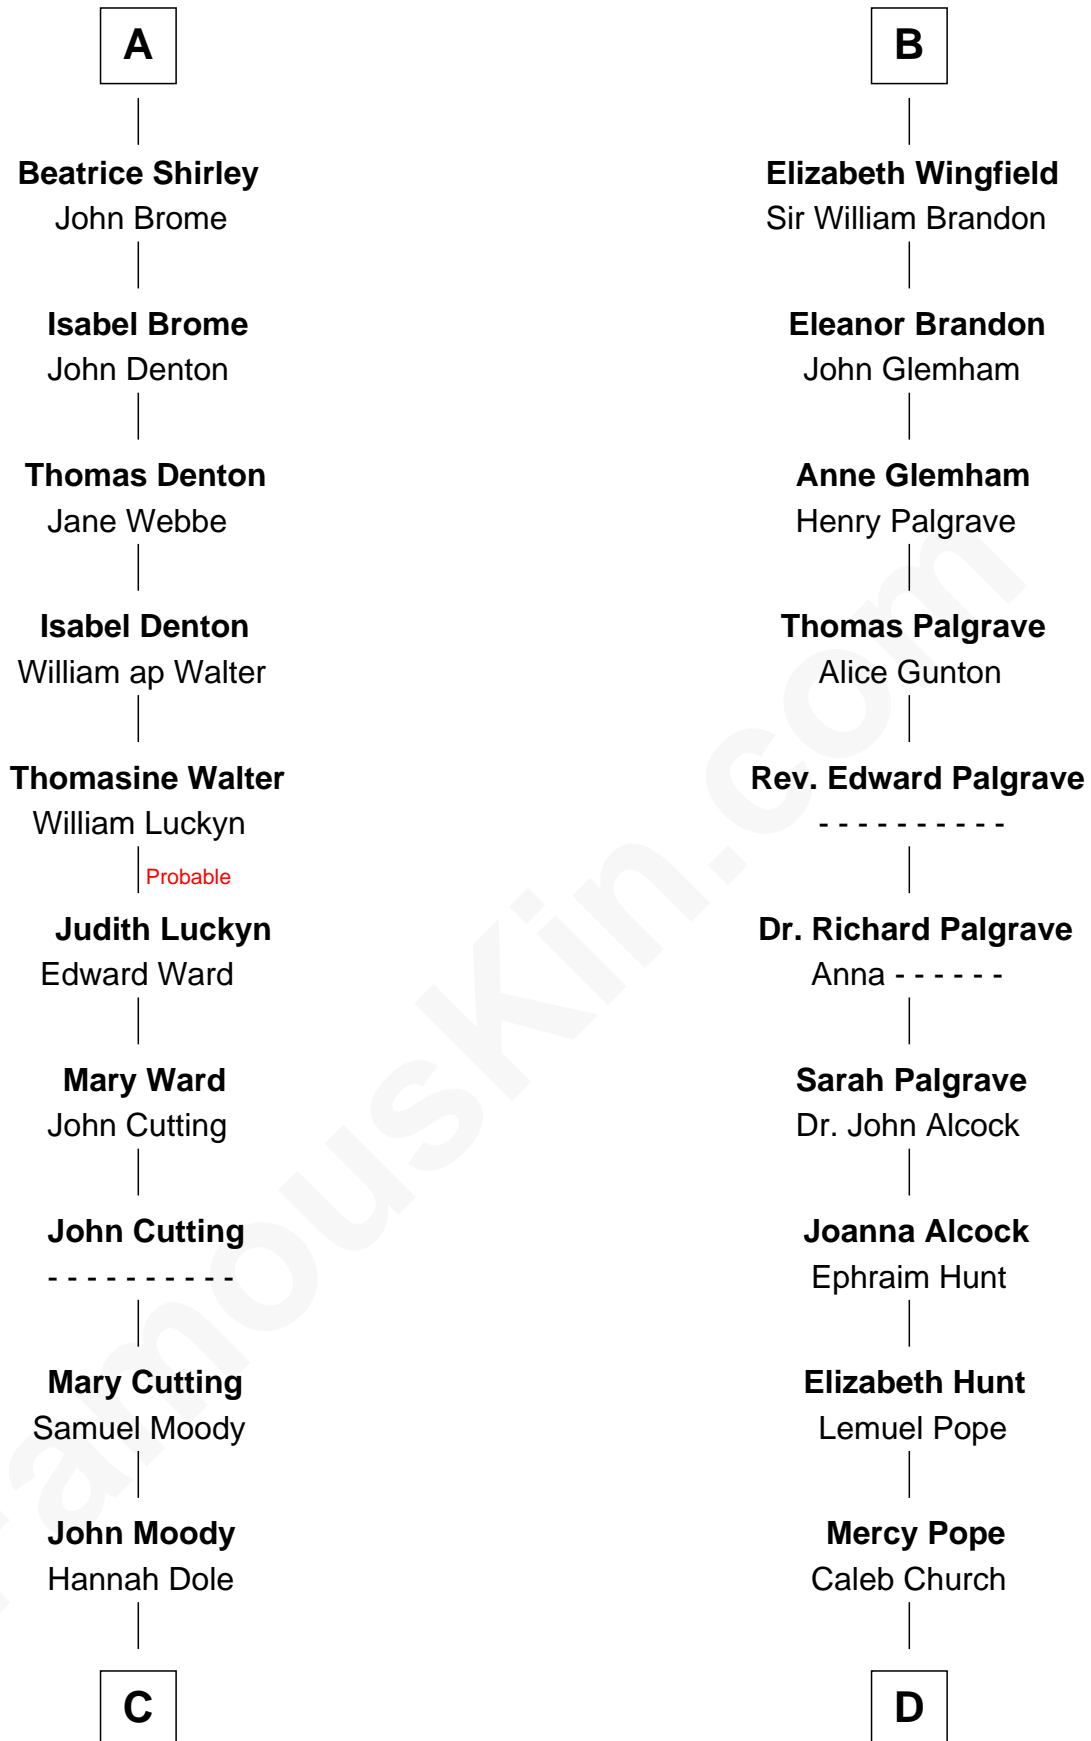 A
Beatrice Shirley
John Brome
Isabel Brome
John Denton
Thomas Denton
Jane Webbe
Isabel Denton
William ap Walter
Thomasine Walter
William Luckyn
Probable
Judith Luckyn
Edward Ward
Mary Ward
John Cutting
John Cutting
- - - - - - - - - -
Mary Cutting
Samuel Moody
John Moody
Hannah Dole
C
B
Elizabeth Wingfield
Sir William Brandon
Eleanor Brandon
John Glemham
Anne Glemham
Henry Palgrave
Thomas Palgrave
Alice Gunton
Rev. Edward Palgrave
- - - - - - - - - -
Dr. Richard Palgrave
Anna - - - - - -
Sarah Palgrave
Dr. John Alcock
Joanna Alcock
Ephraim Hunt
Elizabeth Hunt
Lemuel Pope
Mercy Pope
Caleb Church
D
FamousKin.com